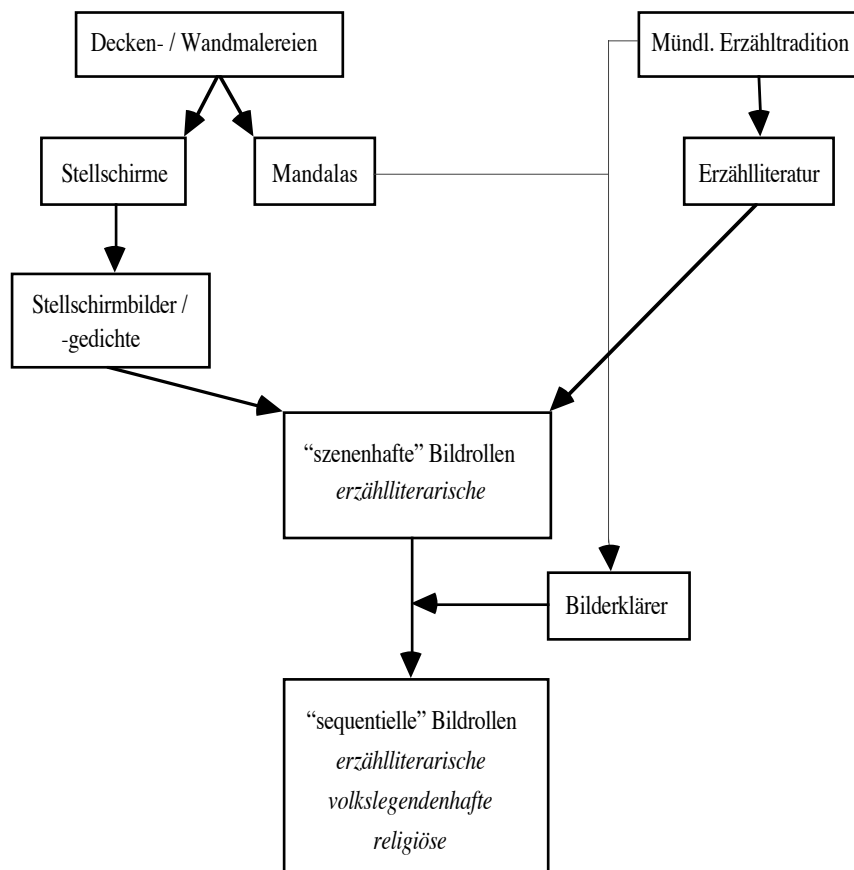 Decken- / Wandmalereien
Mündl. Erzähltradition
Stellschirme
Mandalas
Erzählliteratur
Stellschirmbilder /
-gedichte
“szenenhafte” Bildrollen
erzählliterarische
Bilderklärer
“sequentielle” Bildrollen
erzählliterarische
volkslegendenhafte
religiöse